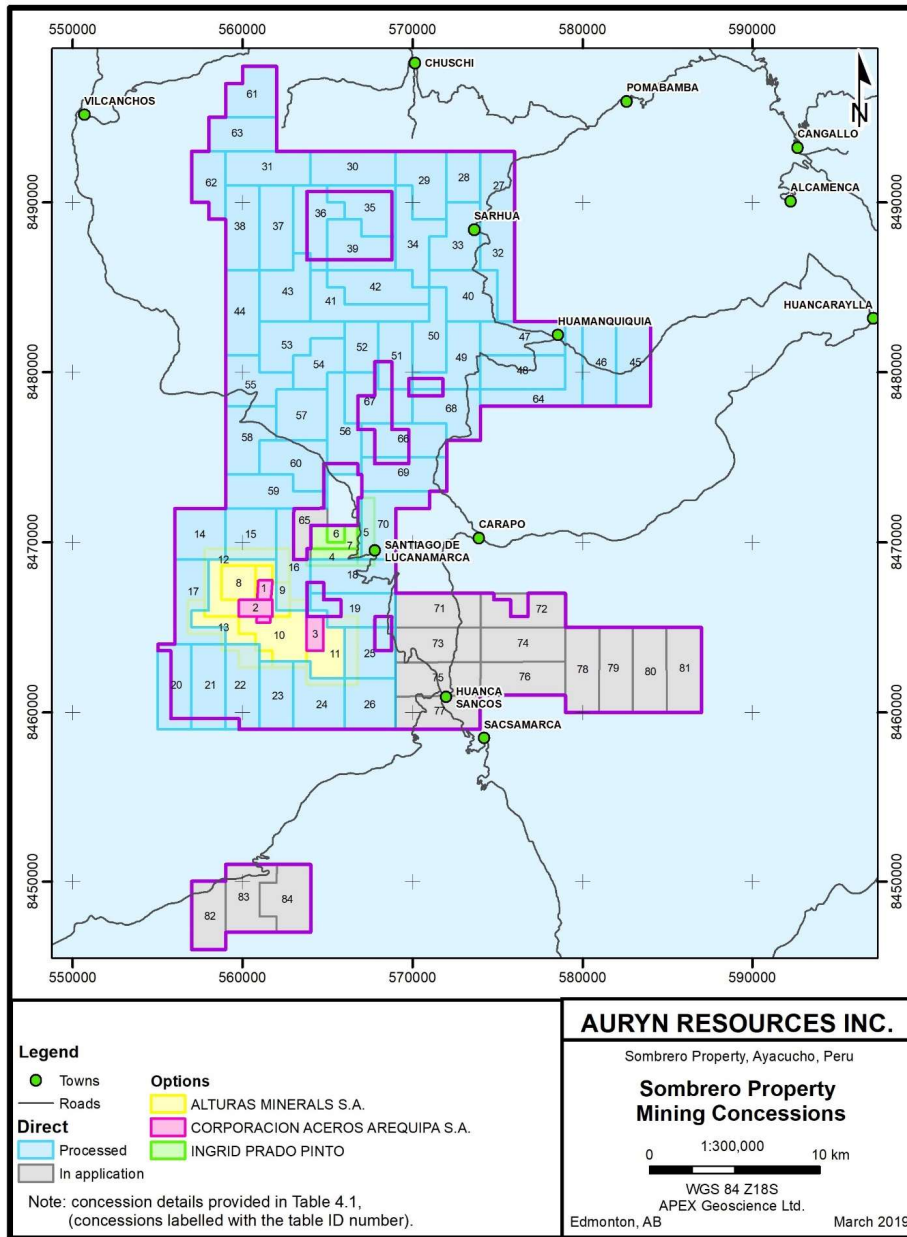 550000 560000 570000 580000 590000
CHUSCHI
VILCANCHOS
POMABAMBA
61
N
63
CANGALLO
31 30 29 28 27
62
ALCAMENCA
8490000 8490000
36 35
38 37
SARHUA
39 34 33 32
42
43 41 40
44
HUANCARAYLLA
HUAMANQUIQUIA
53 52 51 50 47
54 49 48 46 45
8480000 8480000
55
67
57 68 64
56
58 66
60 69
59
14 15 65 6 5 70
7
CARAPO
8470000 8470000
SANTIAGO DE
LUCANAMARCA
12 16 4
17 8 1 9 18
2 19 71 72
13 10 3
11 25 73 74
20 21 22 75 76 78 79 80 81
HUANCA
SANCOS
23 24 26 77
8460000 8460000
SACSAMARCA
83 84
82
8450000 8450000
550000 560000 570000 580000 590000
Legend
Towns
Roads
Direct
Processed
In application
Options
ALTURAS MINERALS S.A.
CORPORACION ACEROS AREQUIPA S.A.
INGRID PRADO PINTO
Note: concession details provided in Table 4.1,
(concessions labelled with the table ID number).
AURYN RESOURCES INC.
Sombrero Property, Ayacucho, Peru
Sombrero Property
Mining Concessions
1:300,000
0 10 km
WGS 84 Z18S
APEX Geoscience Ltd.
Edmonton, AB March 2019